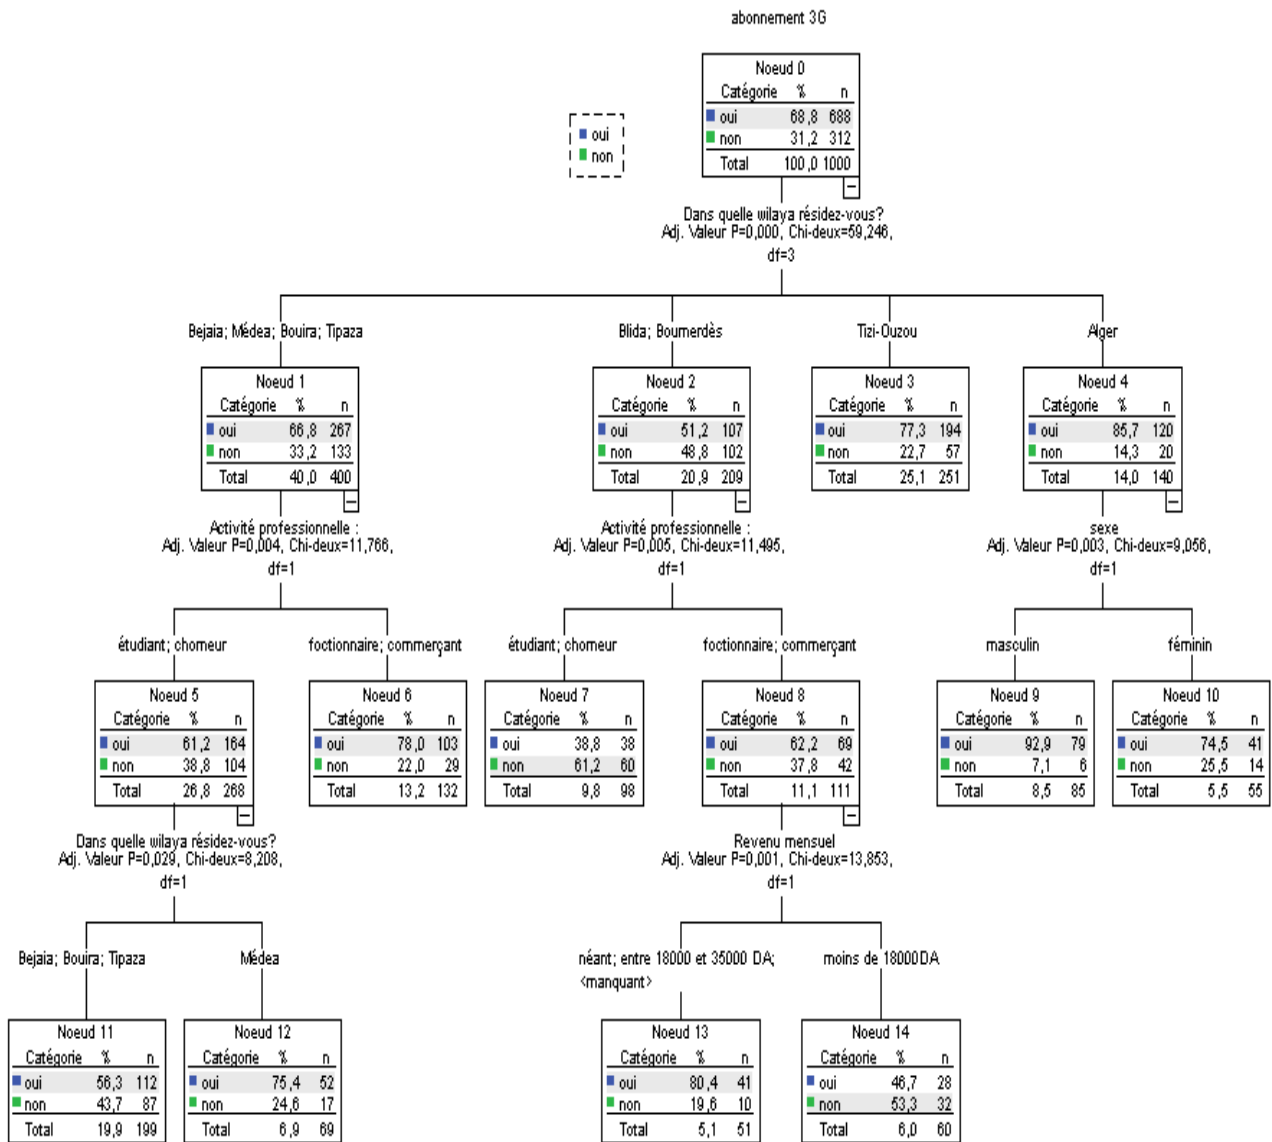 abonnement 3G
Noeud 0
Catégorie % n
oui 68,8 688
non 31,2 312
Total 100,0 1000
oui
non
Dans quelle wilaya résidez-vous?
Adj. Valeur P=0,000, Chi-deux=59,246,
df=3
Bejaia; Médea; Bouira; Tipaza
Blida; Boumerdès
Tizi-Ouzou
Alger
Noeud 1
Catégorie % n
oui 66,8 267
non 33,2 133
Total 40,0 400
Noeud 2
Catégorie % n
oui 51,2 107
non 48,8 102
Total 20,9 209
Noeud 3
Catégorie % n
oui 77,3 194
non 22,7 57
Total 25,1 251
Noeud 4
Catégorie % n
oui 85,7 120
non 14,3 20
Total 14,0 140
Activité professionnelle :
Adj. Valeur P=0,004, Chi-deux=11,766,
df=1
Activité professionnelle :
Adj. Valeur P=0,005, Chi-deux=11,495,
df=1
sexe
Adj. Valeur P=0,003, Chi-deux=9,056,
df=1
étudiant; chomeur
foctionnaire; commerçant
étudiant; chomeur
foctionnaire; commerçant
masculin
féminin
Noeud 5
Catégorie % n
oui 61,2 164
non 38,8 104
Total 26,8 268
Noeud 6
Catégorie % n
oui 78,0 103
non 22,0 29
Total 13,2 132
Noeud 7
Catégorie % n
oui 38,8 38
non 61,2 60
Total 9,8 98
Noeud 8
Catégorie % n
oui 62,2 69
non 37,8 42
Total 11,1 111
Noeud 9
Catégorie % n
oui 92,9 79
non 7,1 6
Total 8,5 85
Noeud 10
Catégorie % n
oui 74,5 41
non 25,5 14
Total 5,5 55
Dans quelle wilaya résidez-vous?
Adj. Valeur P=0,029, Chi-deux=8,208,
df=1
Revenu mensuel
Adj. Valeur P=0,001, Chi-deux=13,853,
df=1
Bejaia; Bouira; Tipaza
Médea
néant; entre 18000 et 35000 DA;
<manquant>
moins de 18000DA
Noeud 11
Catégorie % n
oui 56,3 112
non 43,7 87
Total 19,9 199
Noeud 12
Catégorie % n
oui 75,4 52
non 24,6 17
Total 6,9 69
Noeud 13
Catégorie % n
oui 80,4 41
non 19,6 10
Total 5,1 51
Noeud 14
Catégorie % n
oui 46,7 28
non 53,3 32
Total 6,0 60